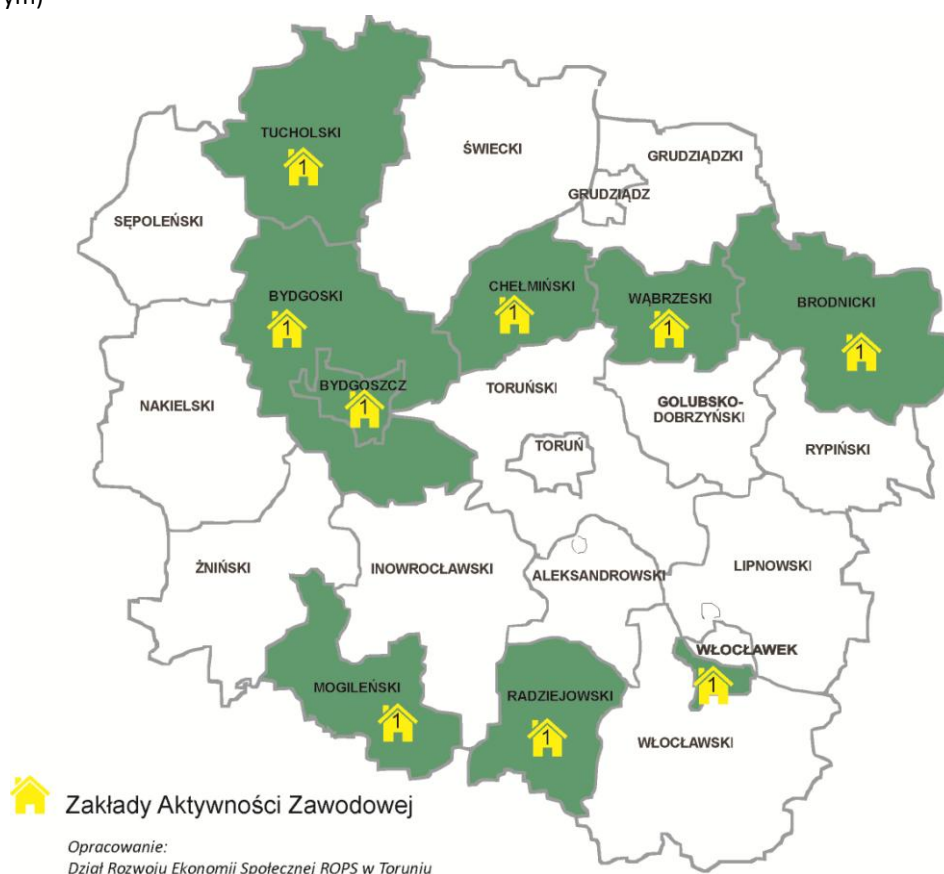 ym)
TUCHOLSKI
1
ŚWIECKI
GRUDZIĄDZKI
GRUDZIĄDZ
SĘPOLEŃSKI
BYDGOSKI
1
CHEŁMIŃSKI
1
WĄBRZESKI
1
BRODNICKI
1
BYDGOSZCZ
1
TORUŃSKI
NAKIELSKI
GOLUBSKO-
DOBRZYŃSKI
TORUŃ
RYPIŃSKI
ŻNIŃSKI
INOWROCŁAWSKI
ALEKSANDROWSKI
LIPNOWSKI
WŁOCŁAWEK
1
MOGILEŃSKI
1
RADZIEJOWSKI
1
WŁOCŁAWSKI
Zakłady Aktywności Zawodowej
Opracowanie:
Dział Rozwoju Ekonomii Społecznej ROPS w Toruniu